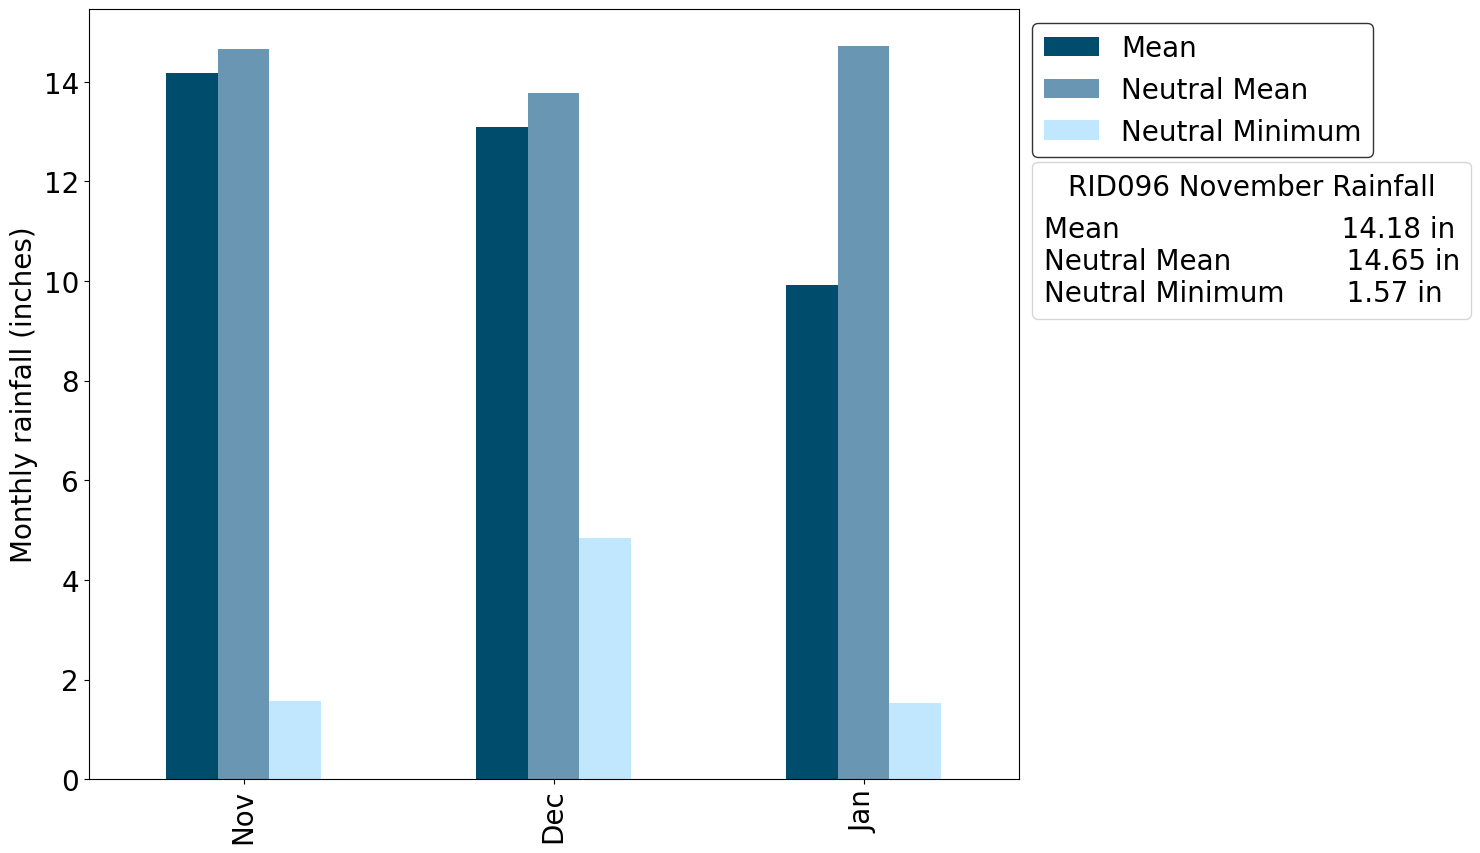 Monthly rainfall (inches)
14
12
10
8
6
4
2
0
Nov
Dec
Jan
Mean
Neutral Mean
Neutral Minimum
RID096 November Rainfall
Mean 14.18 in
Neutral Mean 14.65 in
Neutral Minimum 1.57 in